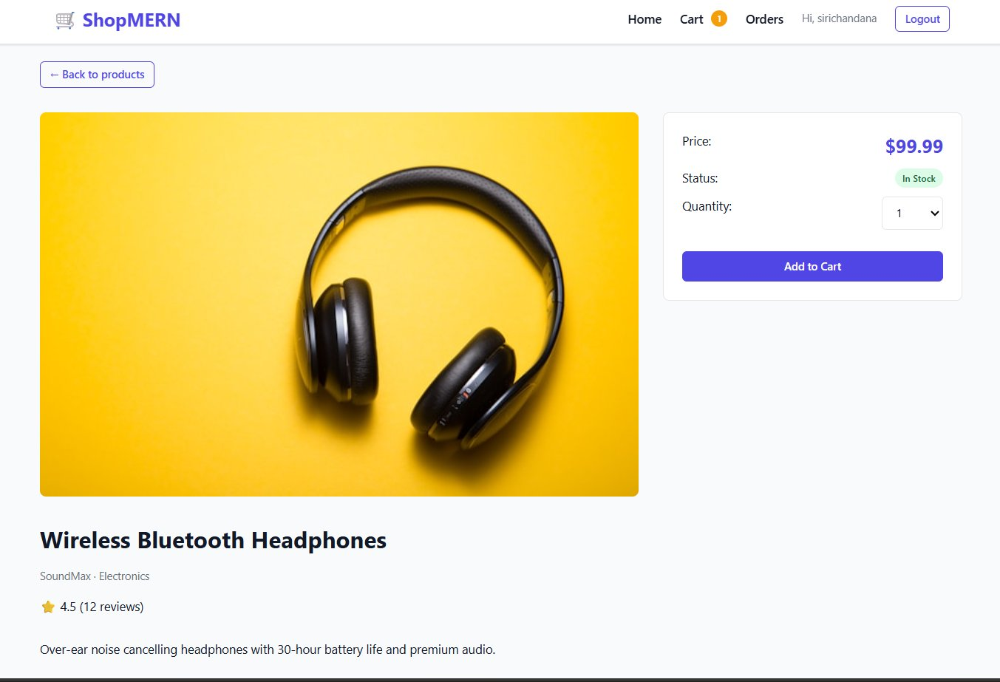 ShopMERN
Home Cart 1 Orders Hi, sirichandana Logout
← Back to products
Price: $99.99
Status: In Stock
Quantity: 1
Add to Cart
Wireless Bluetooth Headphones
SoundMax · Electronics
4.5 (12 reviews)
Over-ear noise cancelling headphones with 30-hour battery life and premium audio.